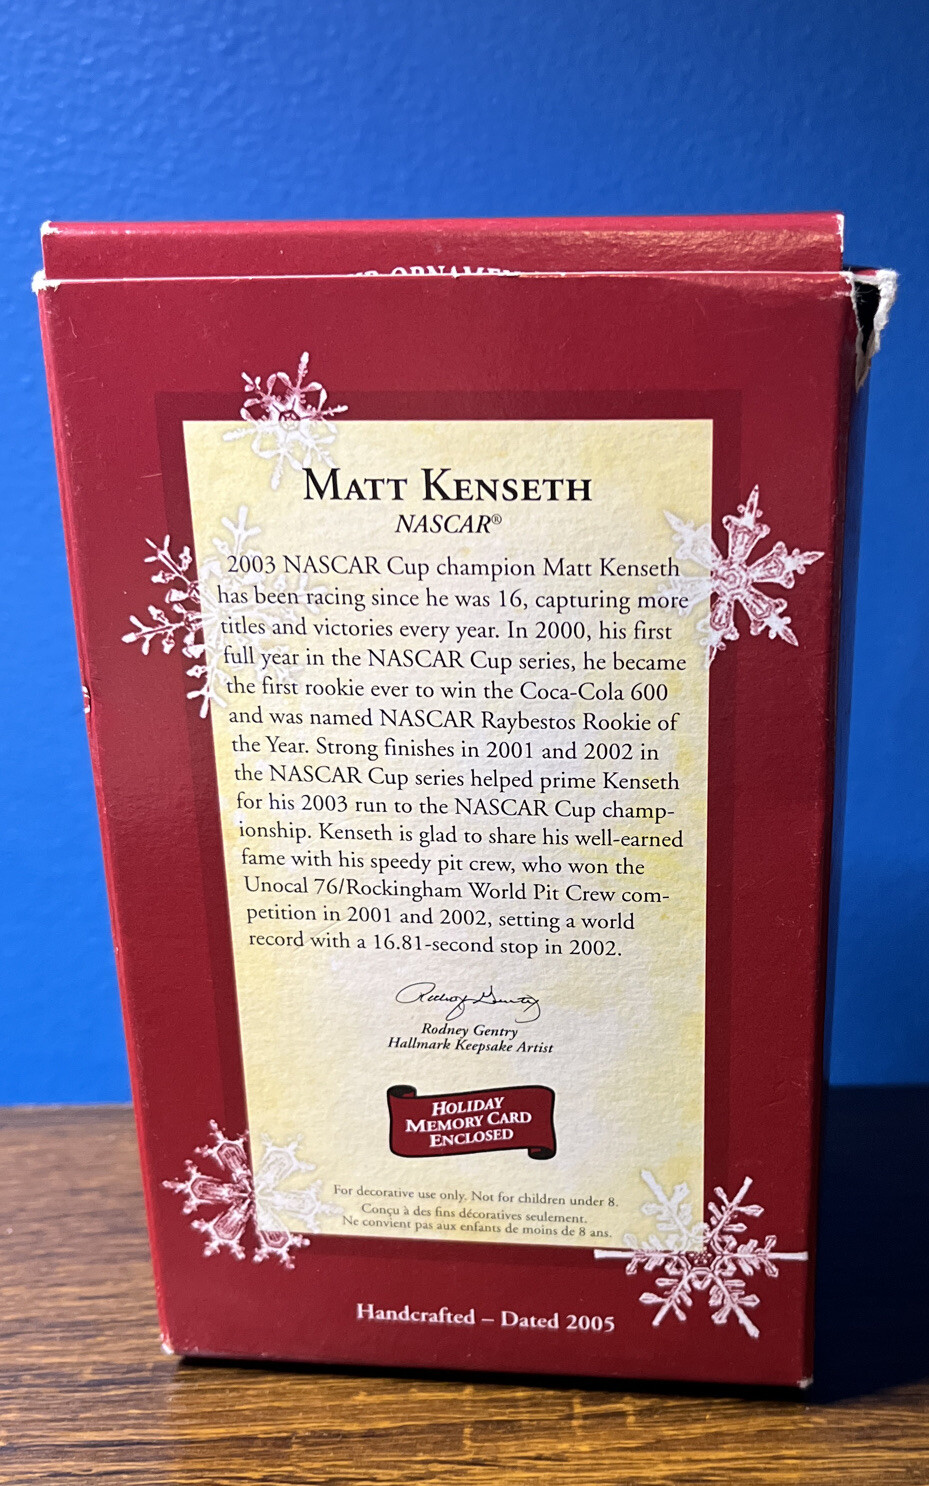 MATT KENSETH
NASCAR®
2003 NASCAR Cup champion Matt Kenseth
has been racing since he was 16, capturing more
titles and victories every year. In 2000, his first
full year in the NASCAR Cup series, he became
the first rookie ever to win the Coca-Cola 600
and was named NASCAR Raybestos Rookie of
the Year. Strong finishes in 2001 and 2002 in
the NASCAR Cup series helped prime Kenseth
for his 2003 run to the NASCAR Cup champ-
ionship. Kenseth is glad to share his well-earned
fame with his speedy pit crew, who won the
Unocal 76/Rockingham World Pit Crew com-
petition in 2001 and 2002, setting a world
record with a 16.81-second stop in 2002.
Rodney Gentry
Rodney Gentry
Hallmark Keepsake Artist
HOLIDAY
MEMORY CARD
ENCLOSED
For decorative use only. Not for children under 8.
Conçu à des fins décoratives seulement.
Ne convient pas aux enfants de moins de 8 ans.
Handcrafted – Dated 2005